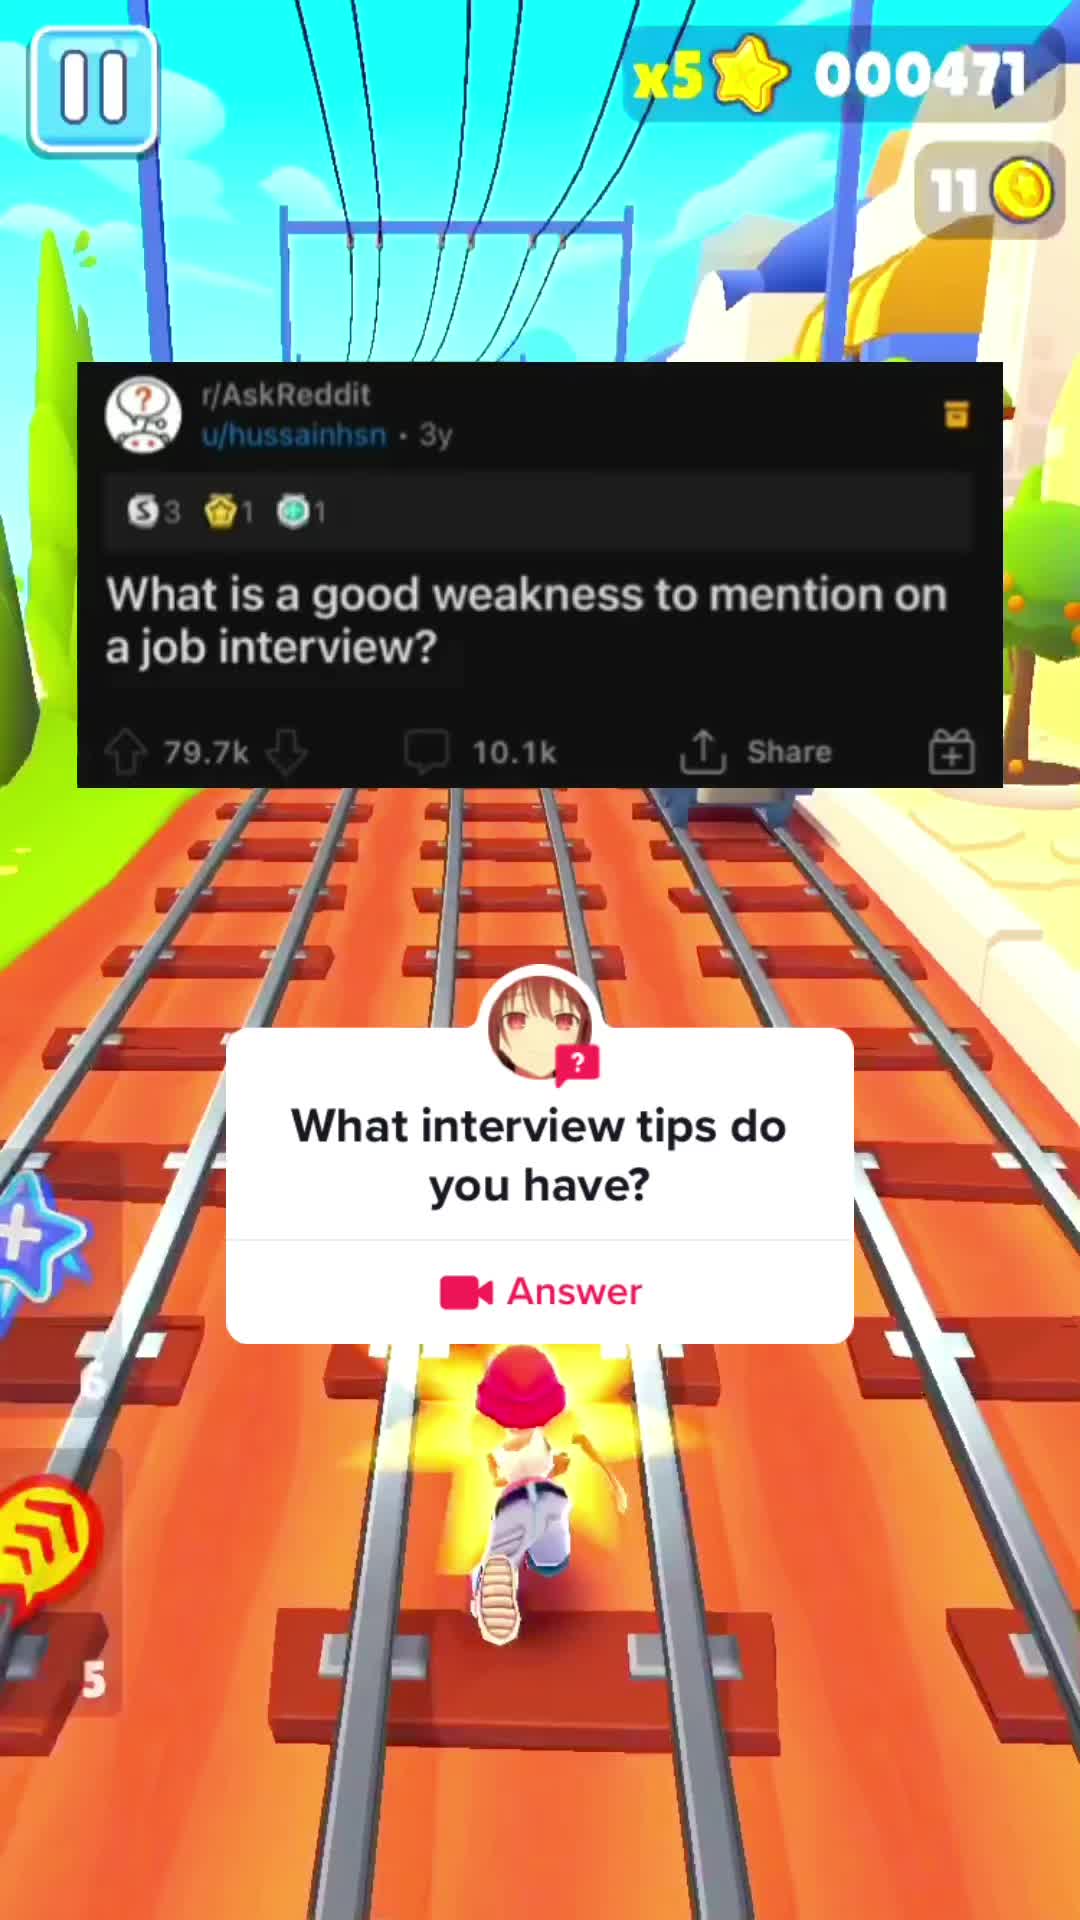 x5 000471
11
r/AskReddit
u/hussainhsn · 3y
3 1 1
What is a good weakness to mention on
a job interview?
79.7k 10.1k Share
?
What interview tips do
you have?
Answer
6
5